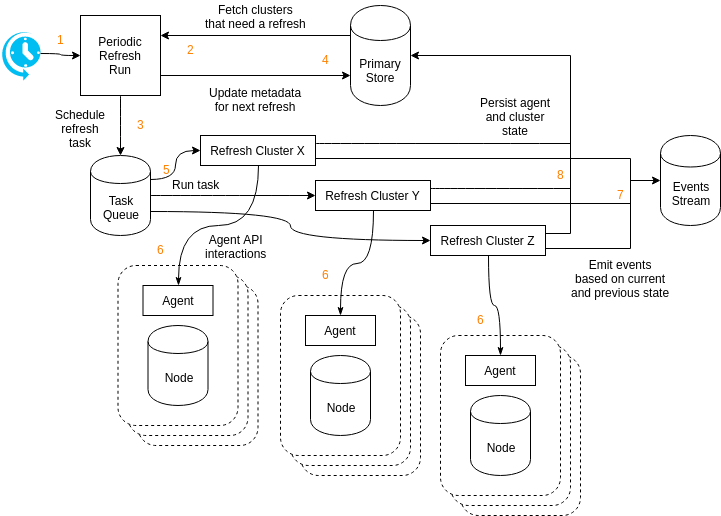 Fetch clusters
that need a refresh
1
Periodic
Refresh
Run
2
4
Primary
Store
Update metadata
for next refresh
Schedule
refresh
task
3
Persist agent
and cluster
state
Refresh Cluster X
5
Run task
Task
Queue
Refresh Cluster Y
8
7
Events
Stream
Refresh Cluster Z
6
Agent API
interactions
6
Emit events
based on current
and previous state
6
Agent
Node
Agent
Node
Agent
Node